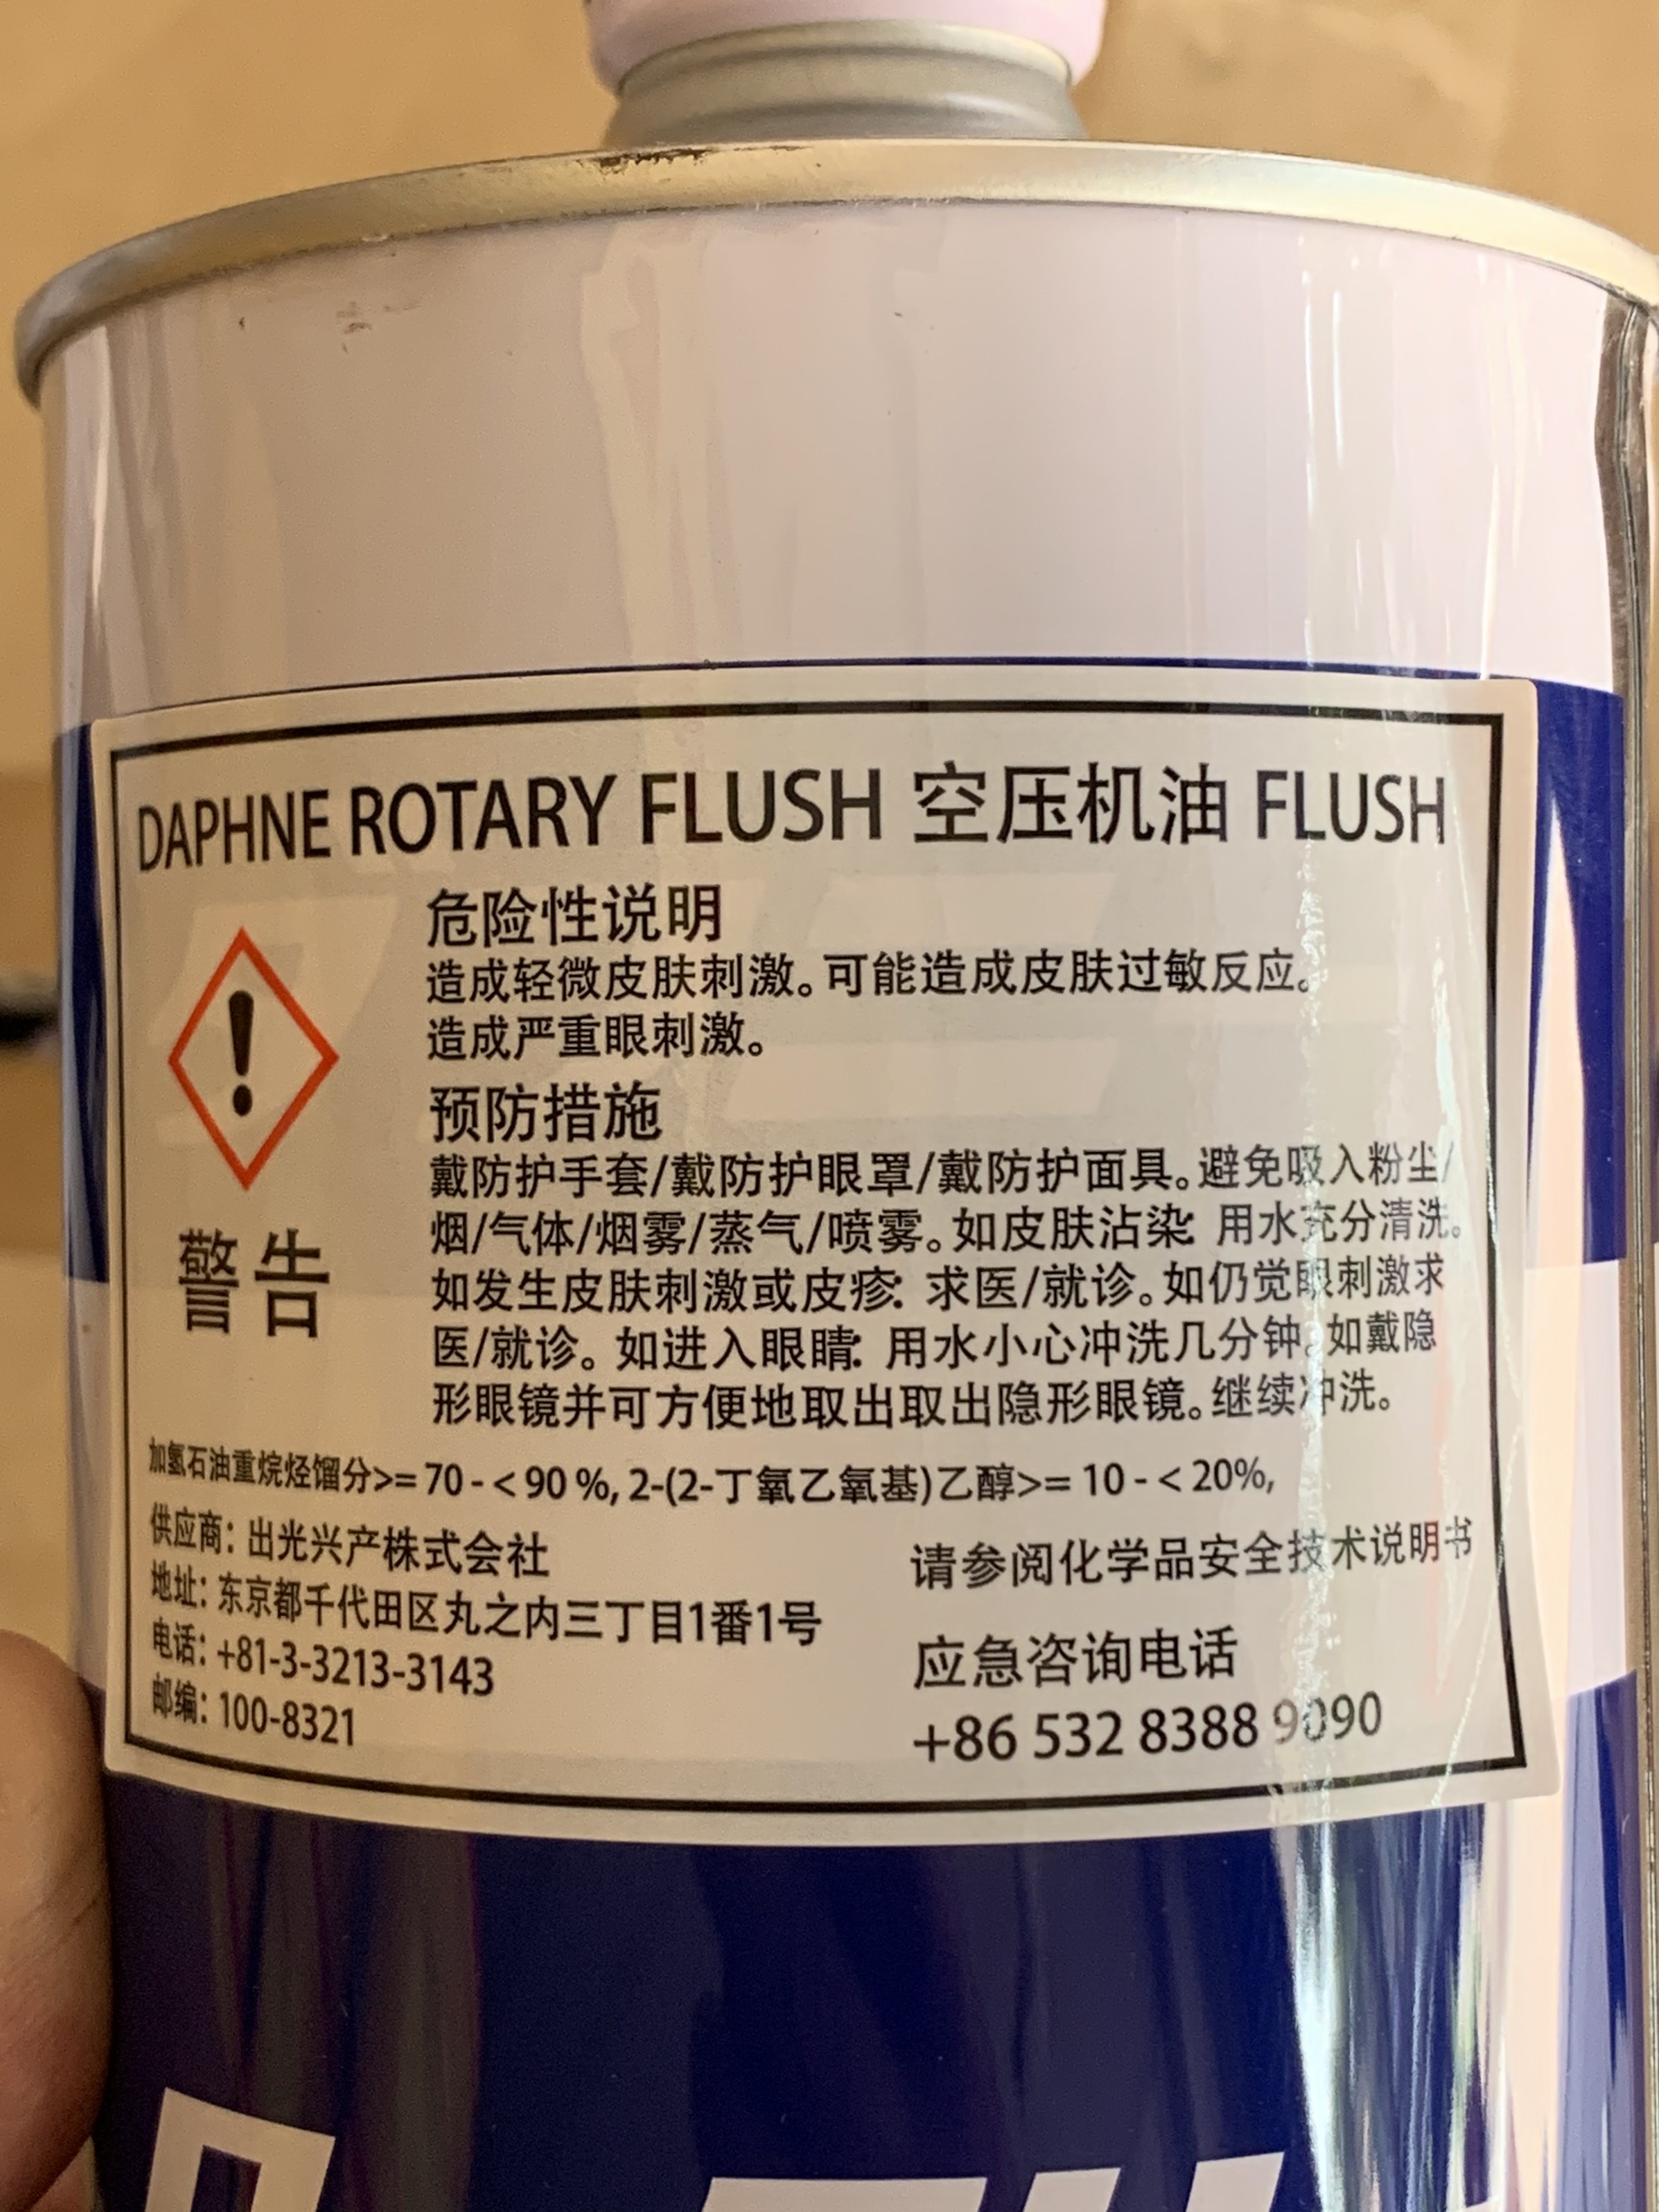 DAPHNE ROTARY FLUSH 空压机油 FLUSH
危险性说明
造成轻微皮肤刺激。可能造成皮肤过敏反应。
造成严重眼刺激。
预防措施
戴防护手套/戴防护眼罩/戴防护面具。避免吸入粉尘/
烟/气体/烟雾/蒸气/喷雾。如皮肤沾染: 用水充分清洗。
如发生皮肤刺激或皮疹: 求医/就诊。如仍觉眼刺激求
医/就诊。如进入眼睛: 用水小心冲洗几分钟。如戴隐
形眼镜并可方便地取出取出隐形眼镜。继续冲洗。
警告
加氢石油重烷烃馏分>= 70 - < 90 %, 2-(2-丁氧乙氧基)乙醇>= 10 - < 20%,
供应商: 出光兴产株式会社
地址: 东京都千代田区丸之内三丁目1番1号
电话: +81-3-3213-3143
邮编: 100-8321
请参阅化学品安全技术说明书
应急咨询电话
+86 532 8388 9090